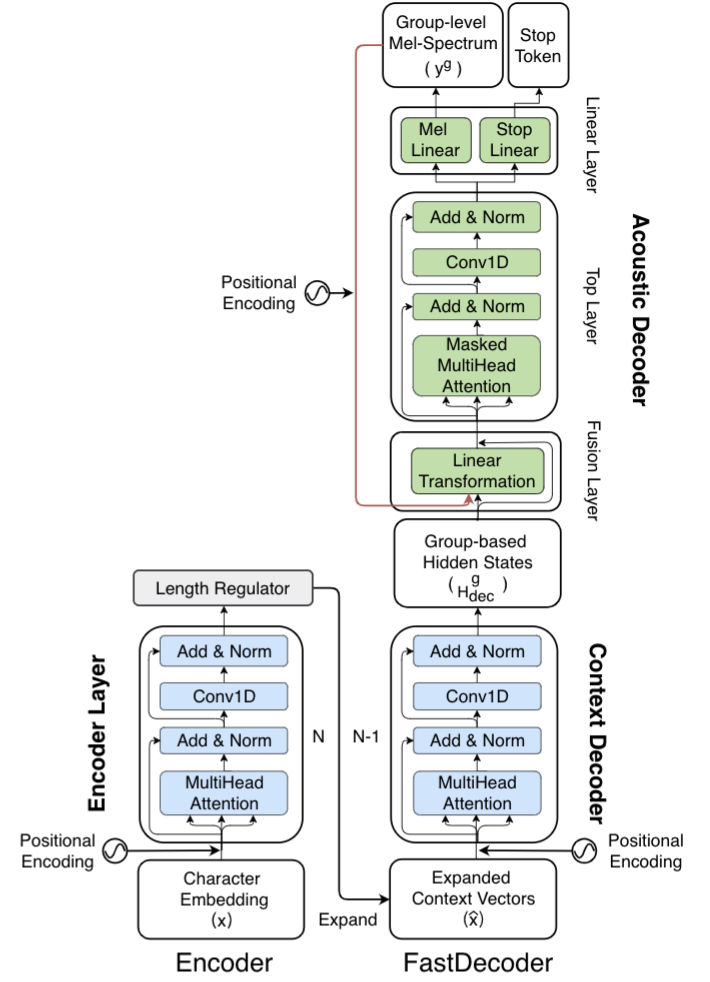 Group-level
Mel-Spectrum
( y^g )
Stop
Token
Mel
Linear
Stop
Linear
Linear Layer
Add & Norm
Conv1D
Add & Norm
Masked
MultiHead
Attention
Top Layer
Acoustic Decoder
Positional
Encoding
Linear
Transformation
Fusion Layer
Group-based
Hidden States
( H^g_dec )
Length Regulator
Add & Norm
Conv1D
Add & Norm
MultiHead
Attention
Encoder Layer
N
N-1
Add & Norm
Conv1D
Add & Norm
MultiHead
Attention
Context Decoder
Positional
Encoding
Positional
Encoding
Character
Embedding
(x)
Expand
Expanded
Context Vectors
(x̂)
Encoder
FastDecoder